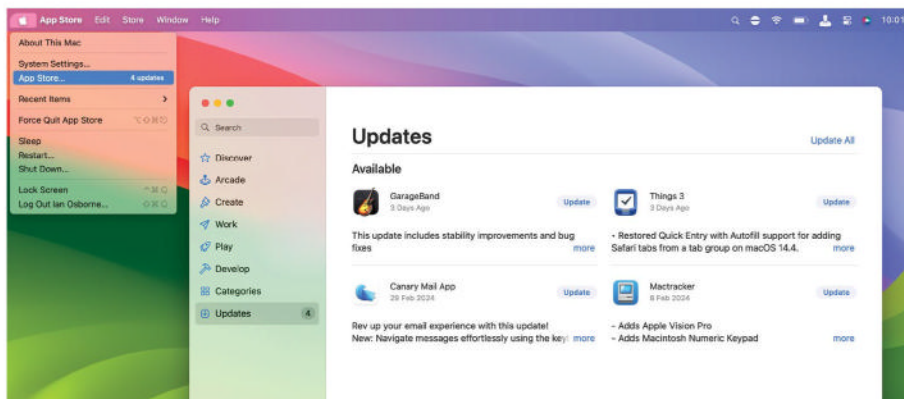 App Store Edit Store Window Help 10:01
About This Mac
System Settings...
App Store... 4 updates
Recent Items
Force Quit App Store
Sleep
Restart...
Shut Down...
Lock Screen
Log Out Ian Osborne...
Search
Discover
Arcade
Create
Work
Play
Develop
Categories
Updates 4
Updates Update All
Available
GarageBand
3 Days Ago
Update
This update includes stability improvements and bug
fixes more
Things 3
3 Days Ago
Update
• Restored Quick Entry with Autofill support for adding
Safari tabs from a tab group on macOS 14.4. more
Canary Mail App
29 Feb 2024
Update
Rev up your email experience with this update!
New: Navigate messages effortlessly using the key more
Mactracker
8 Feb 2024
Update
- Adds Apple Vision Pro
- Adds Macintosh Numeric Keypad more